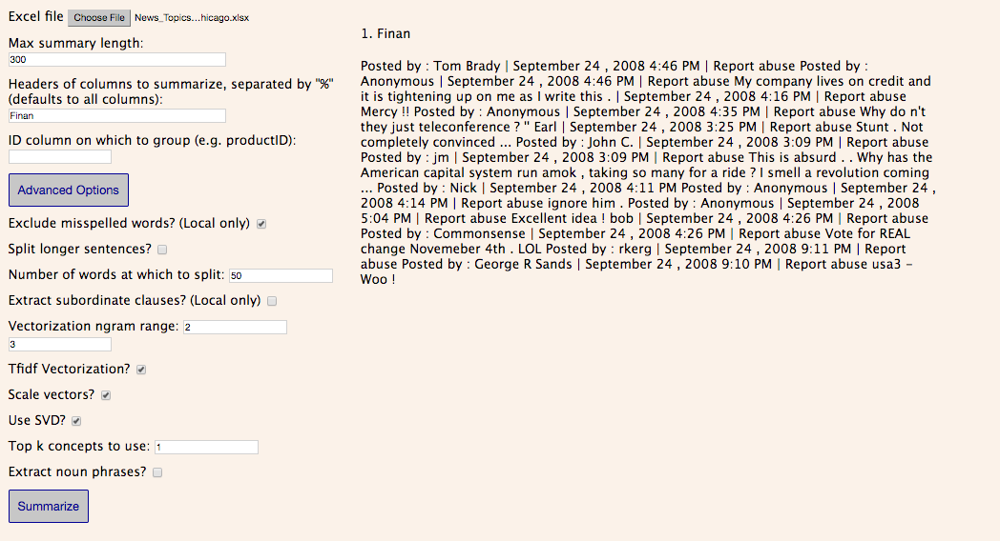 Excel file Choose File News_Topics...hicago.xlsx
Max summary length:
300
Headers of columns to summarize, separated by "%"
(defaults to all columns):
Finan
ID column on which to group (e.g. productID):
Advanced Options
Exclude misspelled words? (Local only)
Split longer sentences?
Number of words at which to split: 50
Extract subordinate clauses? (Local only)
Vectorization ngram range: 2
3
Tfidf Vectorization?
Scale vectors?
Use SVD?
Top k concepts to use: 1
Extract noun phrases?
Summarize
1. Finan
Posted by : Tom Brady | September 24 , 2008 4:46 PM | Report abuse Posted by :
Anonymous | September 24 , 2008 4:46 PM | Report abuse My company lives on credit and
it is tightening up on me as I write this . | September 24 , 2008 4:16 PM | Report abuse
Mercy !! Posted by : Anonymous | September 24 , 2008 4:35 PM | Report abuse Why do n't
they just teleconference ? " Earl | September 24 , 2008 3:25 PM | Report abuse Stunt . Not
completely convinced ... Posted by : John C. | September 24 , 2008 3:09 PM | Report abuse
Posted by : jm | September 24 , 2008 3:09 PM | Report abuse This is absurd . . Why has the
American capital system run amok , taking so many for a ride ? I smell a revolution coming
... Posted by : Nick | September 24 , 2008 4:11 PM Posted by : Anonymous | September 24 ,
2008 4:14 PM | Report abuse ignore him . Posted by : Anonymous | September 24 , 2008
5:04 PM | Report abuse Excellent idea ! bob | September 24 , 2008 4:26 PM | Report abuse
Posted by : Commonsense | September 24 , 2008 4:26 PM | Report abuse Vote for REAL
change Novemeber 4th . LOL Posted by : rkerg | September 24 , 2008 9:11 PM | Report
abuse Posted by : George R Sands | September 24 , 2008 9:10 PM | Report abuse usa3 –
Woo !